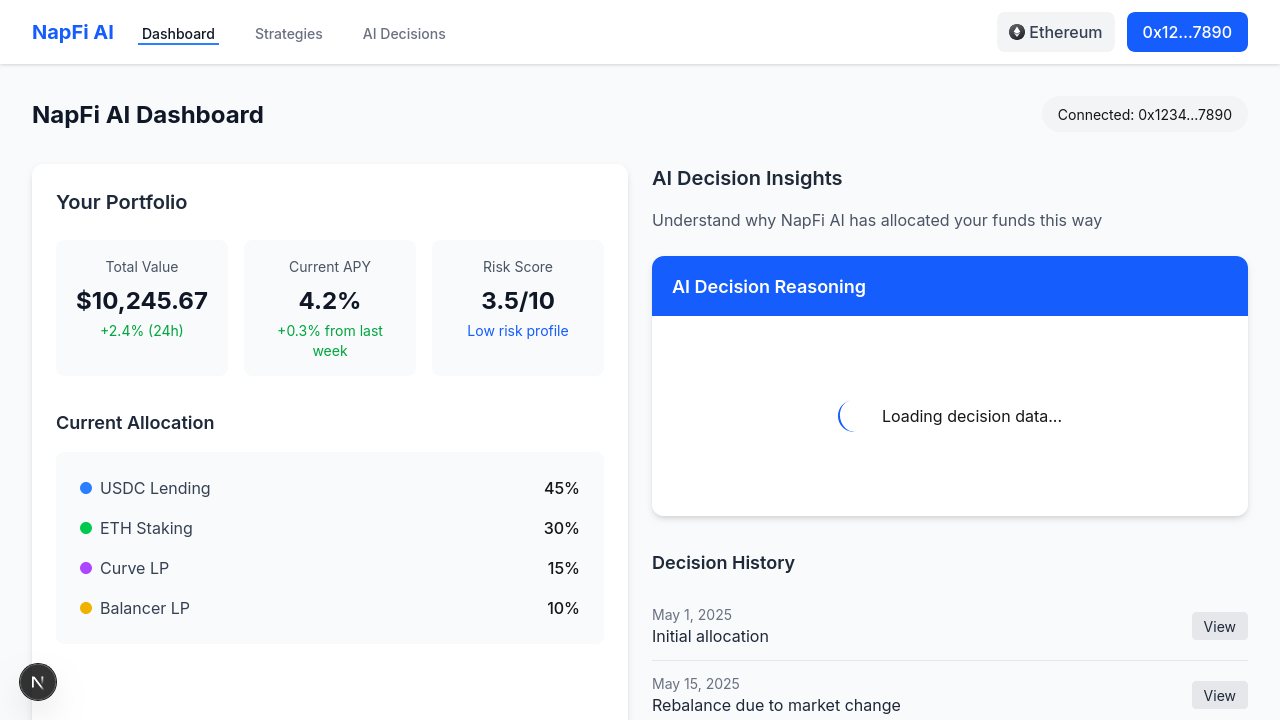 NapFi AI
Dashboard
Strategies
AI Decisions
Ethereum
0x12...7890
NapFi AI Dashboard
Connected: 0x1234...7890
Your Portfolio
Total Value
$10,245.67
+2.4% (24h)
Current APY
4.2%
+0.3% from last
week
Risk Score
3.5/10
Low risk profile
Current Allocation
USDC Lending 45%
ETH Staking 30%
Curve LP 15%
Balancer LP 10%
N
AI Decision Insights
Understand why NapFi AI has allocated your funds this way
AI Decision Reasoning
Loading decision data...
Decision History
May 1, 2025
Initial allocation
View
May 15, 2025
Rebalance due to market change
View